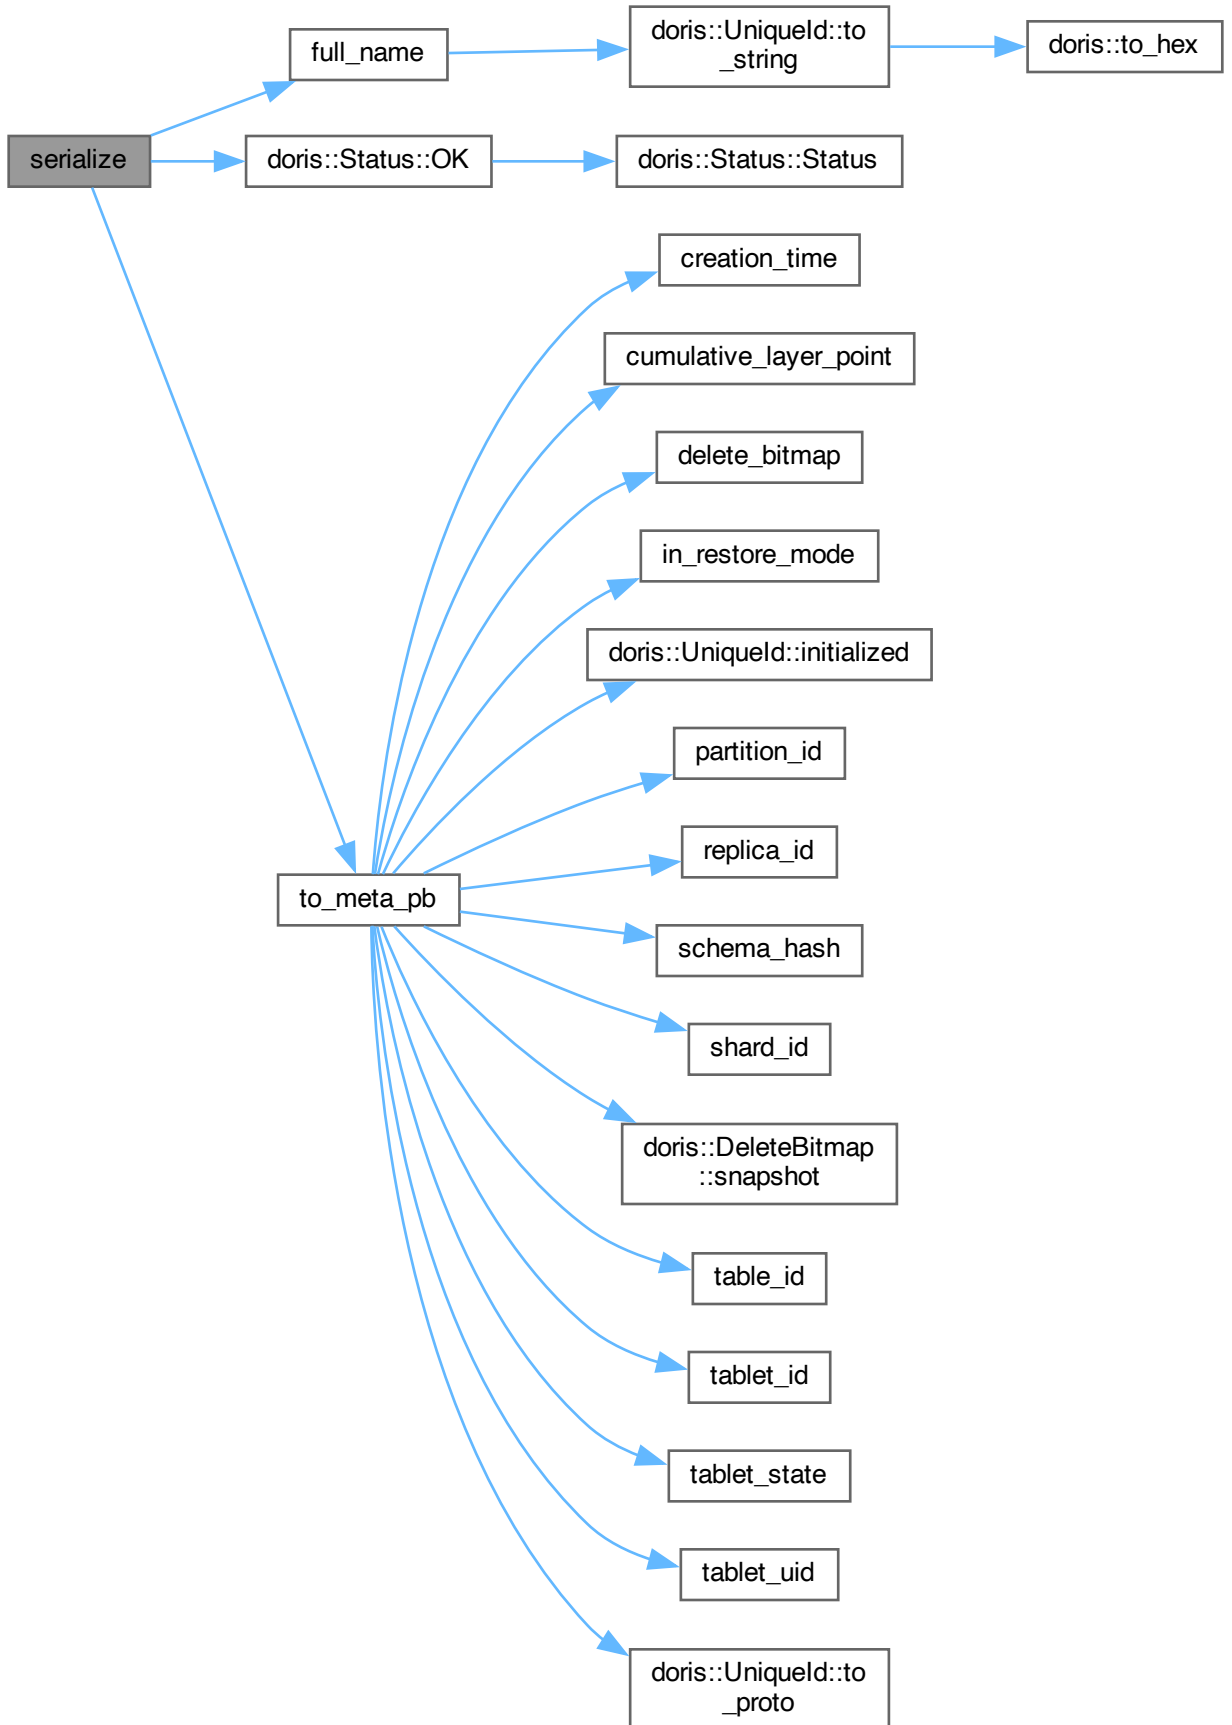 full_name
doris::UniqueId::to
_string
doris::to_hex
serialize
doris::Status::OK
doris::Status::Status
creation_time
cumulative_layer_point
delete_bitmap
in_restore_mode
doris::UniqueId::initialized
partition_id
replica_id
to_meta_pb
schema_hash
shard_id
doris::DeleteBitmap
::snapshot
table_id
tablet_id
tablet_state
tablet_uid
doris::UniqueId::to
_proto